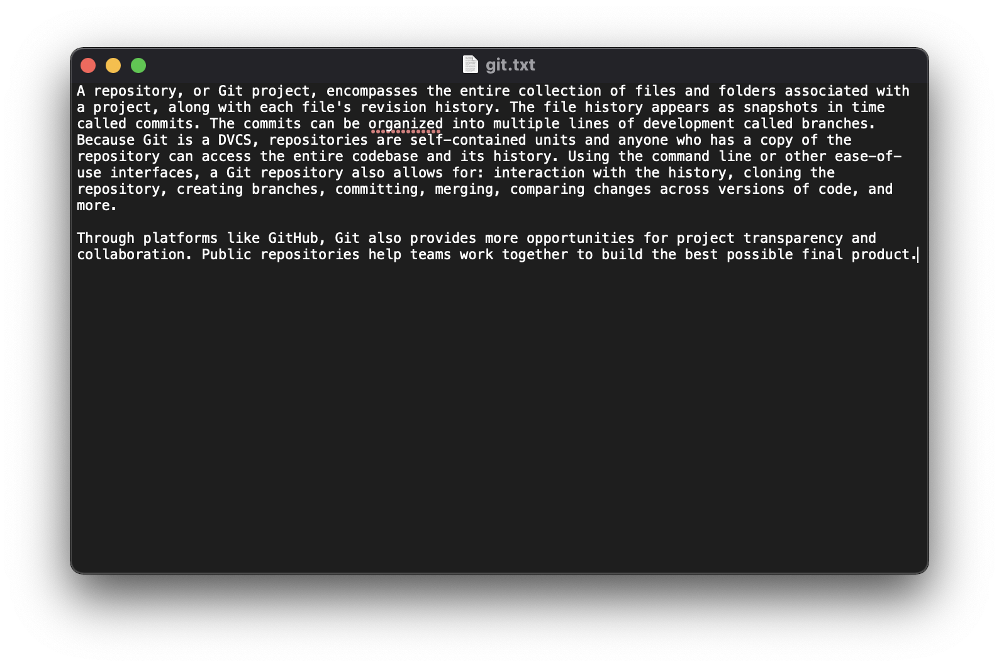 git.txt
A repository, or Git project, encompasses the entire collection of files and folders associated with
a project, along with each file's revision history. The file history appears as snapshots in time
called commits. The commits can be organized into multiple lines of development called branches.
Because Git is a DVCS, repositories are self-contained units and anyone who has a copy of the
repository can access the entire codebase and its history. Using the command line or other ease-of-
use interfaces, a Git repository also allows for: interaction with the history, cloning the
repository, creating branches, committing, merging, comparing changes across versions of code, and
more.
Through platforms like GitHub, Git also provides more opportunities for project transparency and
collaboration. Public repositories help teams work together to build the best possible final product.